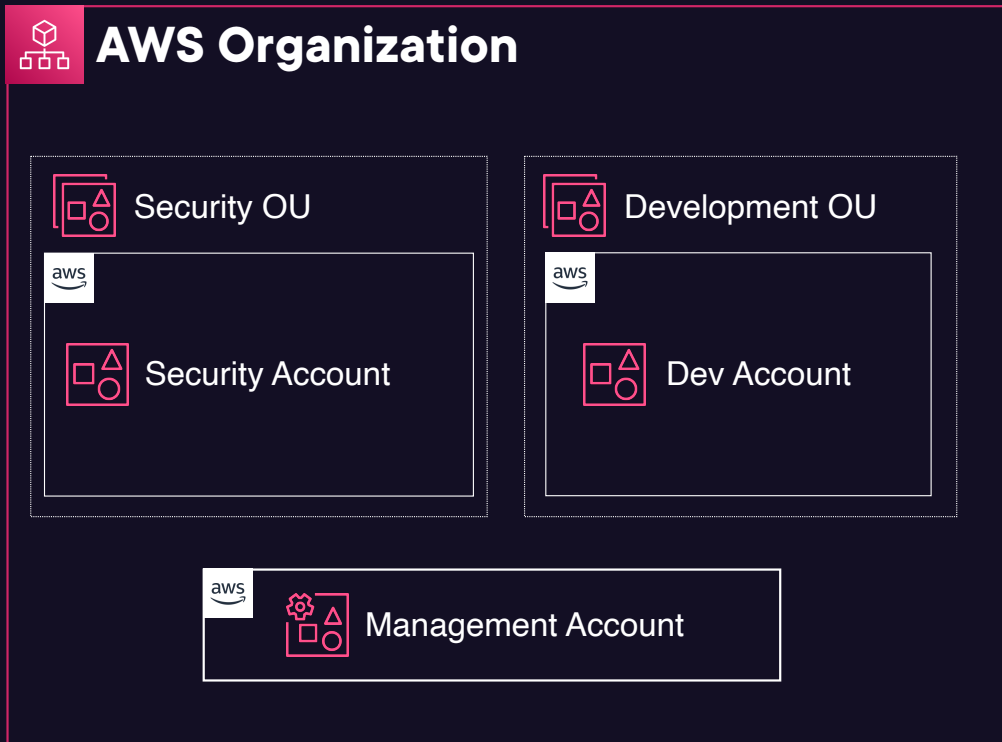 AWS Organization
Security OU
Development OU
aws
aws
Security Account
Dev Account
aws
Management Account